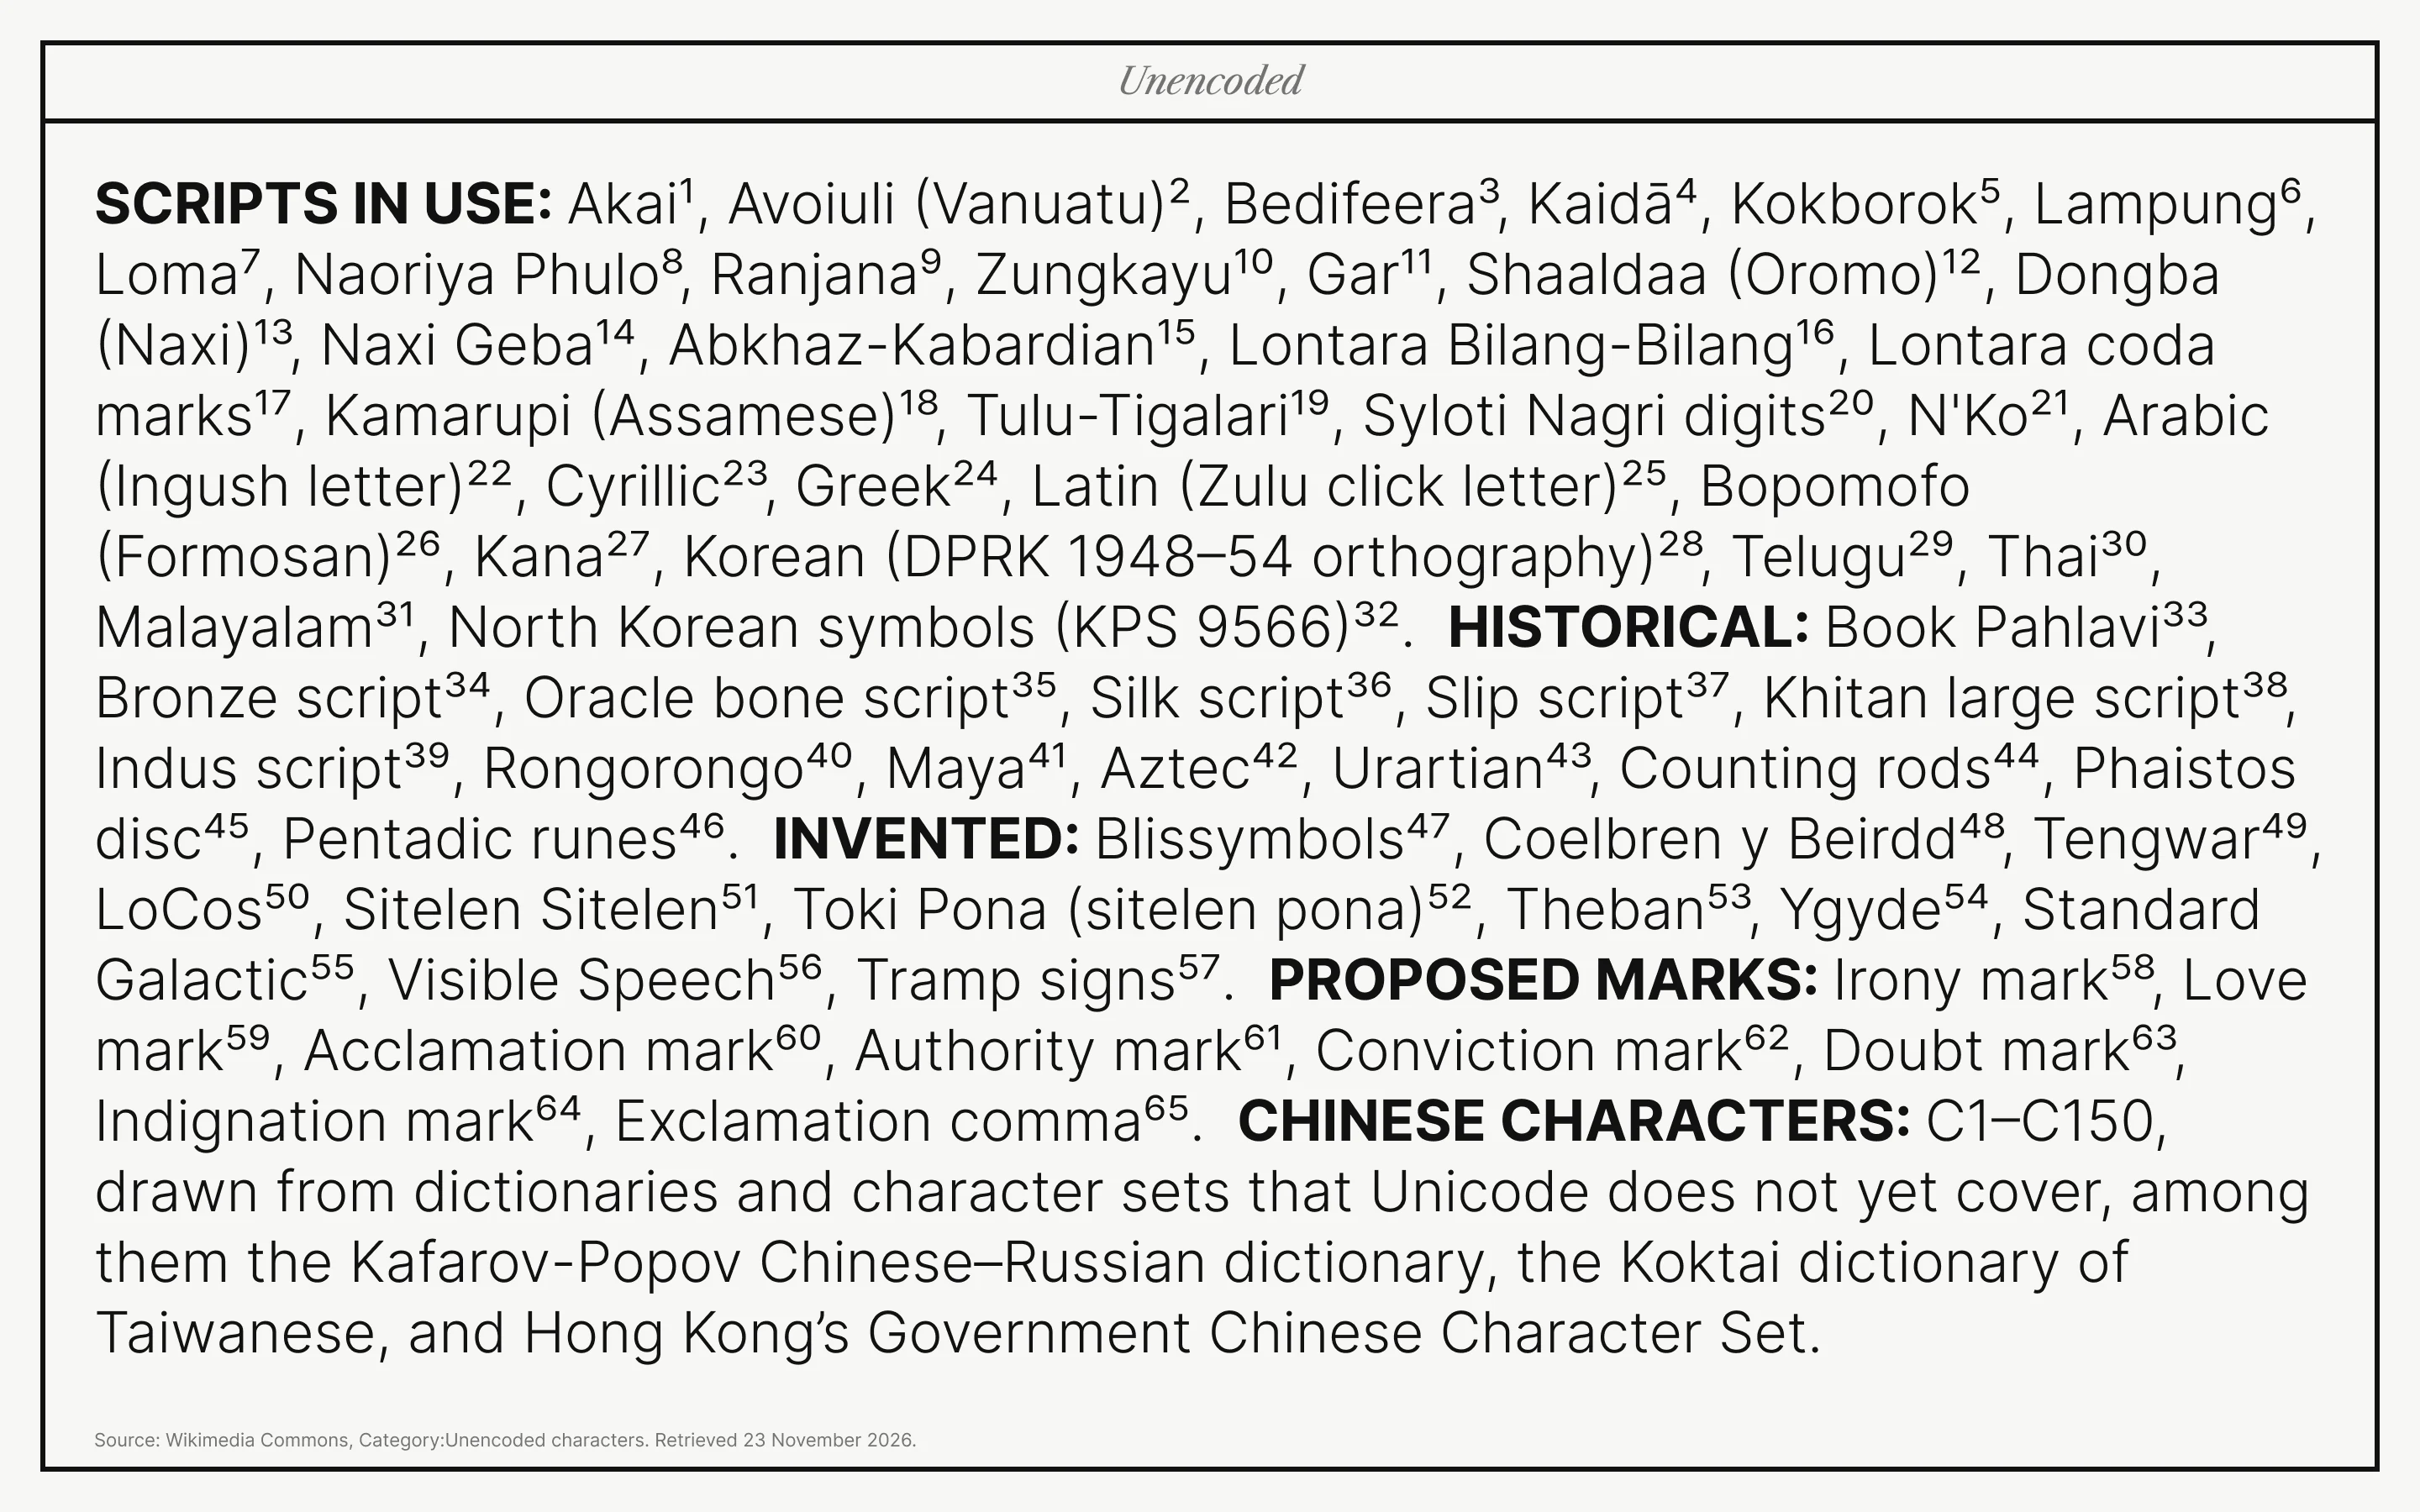 Unencoded
SCRIPTS IN USE: Akai¹, Avoiuli (Vanuatu)², Bedifeera³, Kaidā⁴, Kokborok⁵, Lampung⁶,
Loma⁷, Naoriya Phulo⁸, Ranjana⁹, Zungkayu¹⁰, Gar¹¹, Shaaldaa (Oromo)¹², Dongba
(Naxi)¹³, Naxi Geba¹⁴, Abkhaz-Kabardian¹⁵, Lontara Bilang-Bilang¹⁶, Lontara coda
marks¹⁷, Kamarupi (Assamese)¹⁸, Tulu-Tigalari¹⁹, Syloti Nagri digits²⁰, N'Ko²¹, Arabic
(Ingush letter)²², Cyrillic²³, Greek²⁴, Latin (Zulu click letter)²⁵, Bopomofo
(Formosan)²⁶, Kana²⁷, Korean (DPRK 1948–54 orthography)²⁸, Telugu²⁹, Thai³⁰,
Malayalam³¹, North Korean symbols (KPS 9566)³². HISTORICAL: Book Pahlavi³³,
Bronze script³⁴, Oracle bone script³⁵, Silk script³⁶, Slip script³⁷, Khitan large script³⁸,
Indus script³⁹, Rongorongo⁴⁰, Maya⁴¹, Aztec⁴², Urartian⁴³, Counting rods⁴⁴, Phaistos
disc⁴⁵, Pentadic runes⁴⁶. INVENTED: Blissymbols⁴⁷, Coelbren y Beirdd⁴⁸, Tengwar⁴⁹,
LoCos⁵⁰, Sitelen Sitelen⁵¹, Toki Pona (sitelen pona)⁵², Theban⁵³, Ygyde⁵⁴, Standard
Galactic⁵⁵, Visible Speech⁵⁶, Tramp signs⁵⁷. PROPOSED MARKS: Irony mark⁵⁸, Love
mark⁵⁹, Acclamation mark⁶⁰, Authority mark⁶¹, Conviction mark⁶², Doubt mark⁶³,
Indignation mark⁶⁴, Exclamation comma⁶⁵. CHINESE CHARACTERS: C1–C150,
drawn from dictionaries and character sets that Unicode does not yet cover, among
them the Kafarov-Popov Chinese–Russian dictionary, the Koktai dictionary of
Taiwanese, and Hong Kong’s Government Chinese Character Set.
Source: Wikimedia Commons, Category:Unencoded characters. Retrieved 23 November 2026.